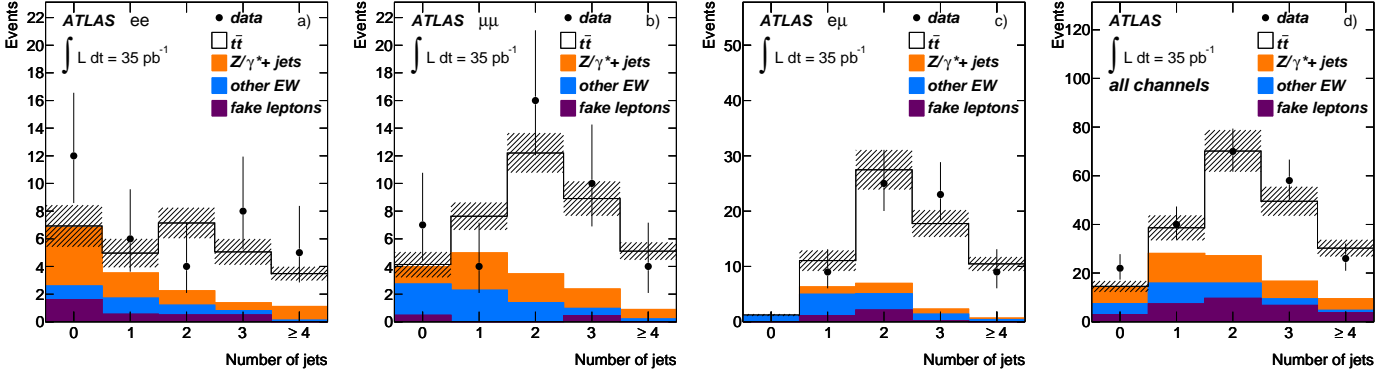 Events
ATLAS ee a)
∫ L dt = 35 pb⁻¹
data
tt̄
Z/γ*+ jets
other EW
fake leptons
22
20
18
16
14
12
10
8
6
4
2
0
0 1 2 3 ≥ 4
Number of jets
Events
ATLAS μμ b)
∫ L dt = 35 pb⁻¹
data
tt̄
Z/γ*+ jets
other EW
fake leptons
22
20
18
16
14
12
10
8
6
4
2
0
0 1 2 3 ≥ 4
Number of jets
Events
ATLAS eμ c)
∫ L dt = 35 pb⁻¹
data
tt̄
Z/γ*+ jets
other EW
fake leptons
50
40
30
20
10
0
0 1 2 3 ≥ 4
Number of jets
Events
ATLAS d)
∫ L dt = 35 pb⁻¹
all channels
data
tt̄
Z/γ*+ jets
other EW
fake leptons
120
100
80
60
40
20
0
0 1 2 3 ≥ 4
Number of jets